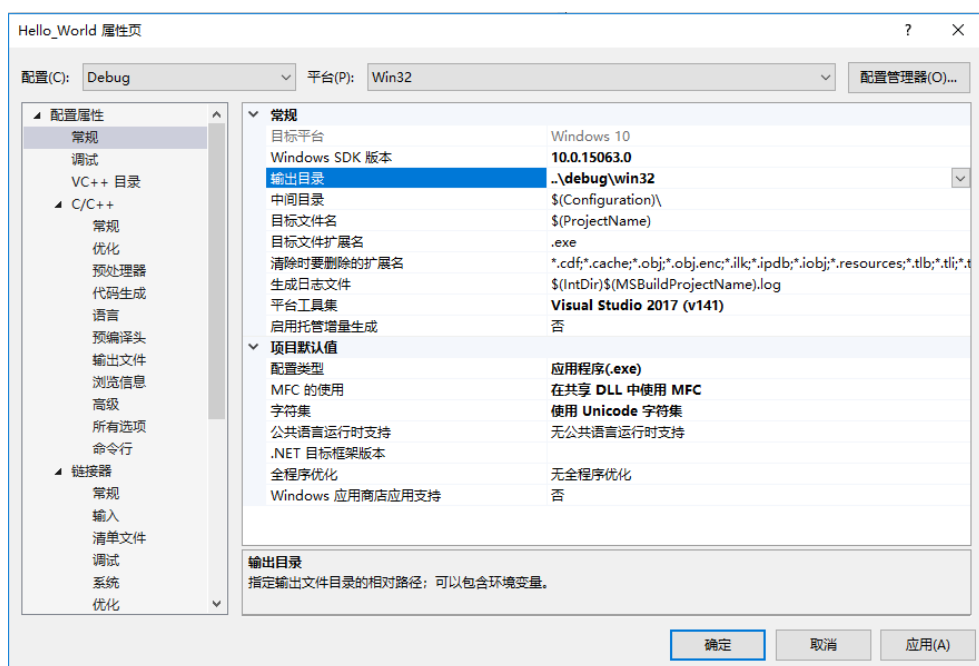 Hello_World 属性页
配置(C): Debug 平台(P): Win32 配置管理器(O)...
配置属性
常规
调试
VC++ 目录
C/C++
常规
优化
预处理器
代码生成
语言
预编译头
输出文件
浏览信息
高级
所有选项
命令行
链接器
常规
输入
清单文件
调试
系统
优化
常规
目标平台 Windows 10
Windows SDK 版本 10.0.15063.0
输出目录 ..\debug\win32
中间目录 $(Configuration)\
目标文件名 $(ProjectName)
目标文件扩展名 .exe
清除时要删除的扩展名 *.cdf;*.cache;*.obj;*.obj.enc;*.ilk;*.ipdb;*.iobj;*.resources;*.tlb;*.tli;*.t
生成日志文件 $(IntDir)$(MSBuildProjectName).log
平台工具集 Visual Studio 2017 (v141)
启用托管增量生成 否
项目默认值
配置类型 应用程序(.exe)
MFC 的使用 在共享 DLL 中使用 MFC
字符集 使用 Unicode 字符集
公共语言运行时支持 无公共语言运行时支持
.NET 目标框架版本
全程序优化 无全程序优化
Windows 应用商店应用支持 否
输出目录
指定输出文件目录的相对路径；可以包含环境变量。
确定 取消 应用(A)